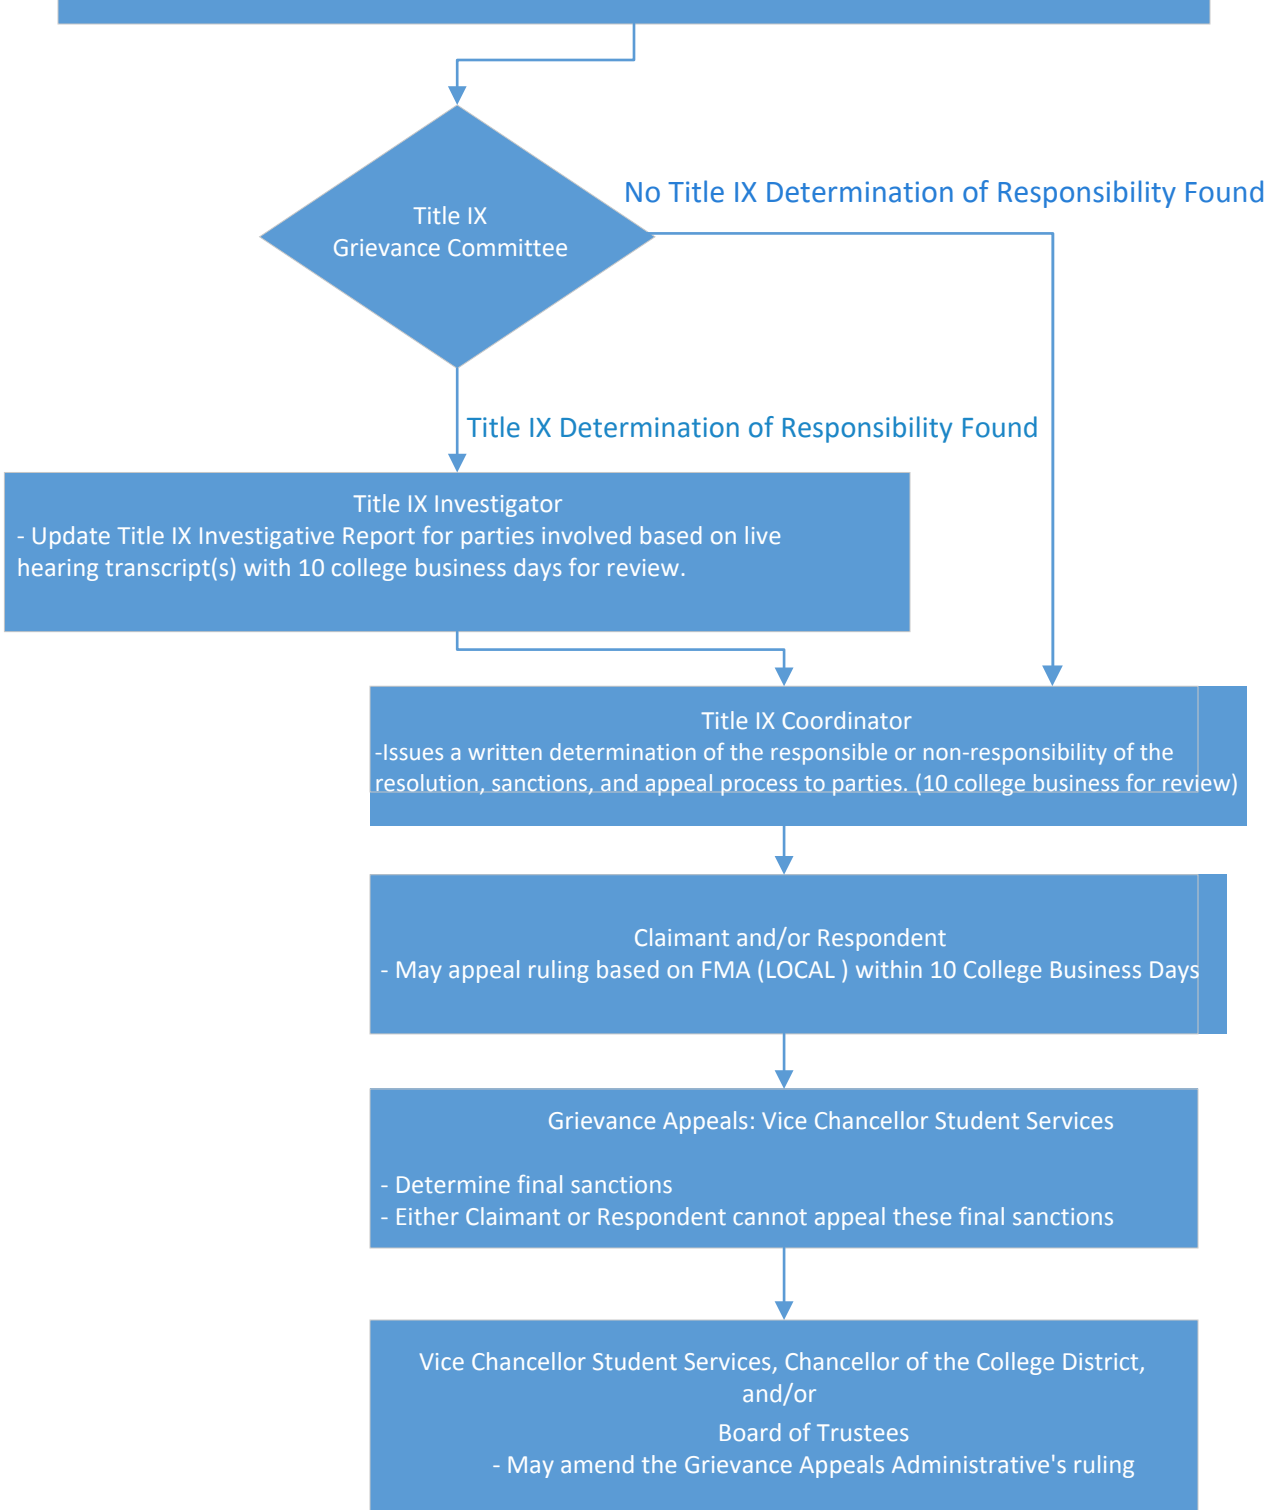 No Title IX Determination of Responsibility Found
Title IX
Grievance Committee
Title IX Determination of Responsibility Found
Title IX Investigator
- Update Title IX Investigative Report for parties involved based on live
hearing transcript(s) with 10 college business days for review.
Title IX Coordinator
-Issues a written determination of the responsible or non-responsibility of the
resolution, sanctions, and appeal process to parties. (10 college business for review)
Claimant and/or Respondent
- May appeal ruling based on FMA (LOCAL ) within 10 College Business Days
Grievance Appeals: Vice Chancellor Student Services
- Determine final sanctions
- Either Claimant or Respondent cannot appeal these final sanctions
Vice Chancellor Student Services, Chancellor of the College District,
and/or
Board of Trustees
- May amend the Grievance Appeals Administrative's ruling